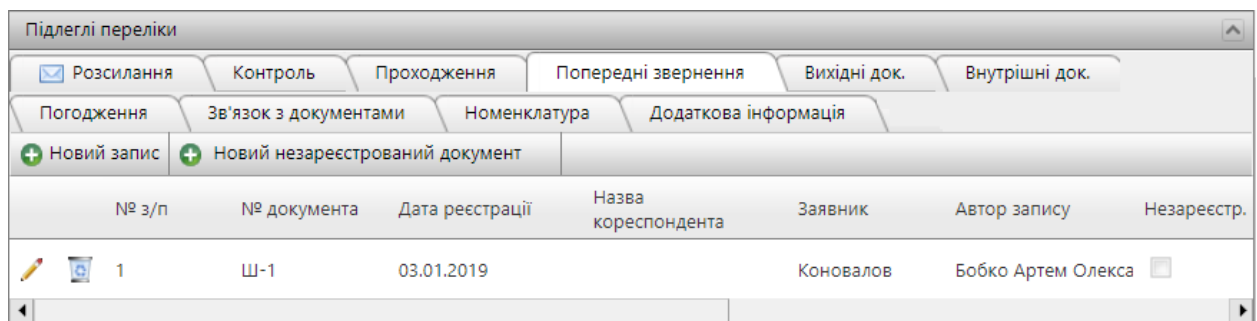 Підлеглі переліки
Розсилання Контроль Проходження Попередні звернення Вихідні док. Внутрішні док.
Погодження Зв'язок з документами Номенклатура Додаткова інформація
Новий запис Новий незареєстрований документ
№ з/п № документа Дата реєстрації Назва кореспондента Заявник Автор запису Незареєстр.
1 Ш-1 03.01.2019 Коновалов Бобко Артем Олекса